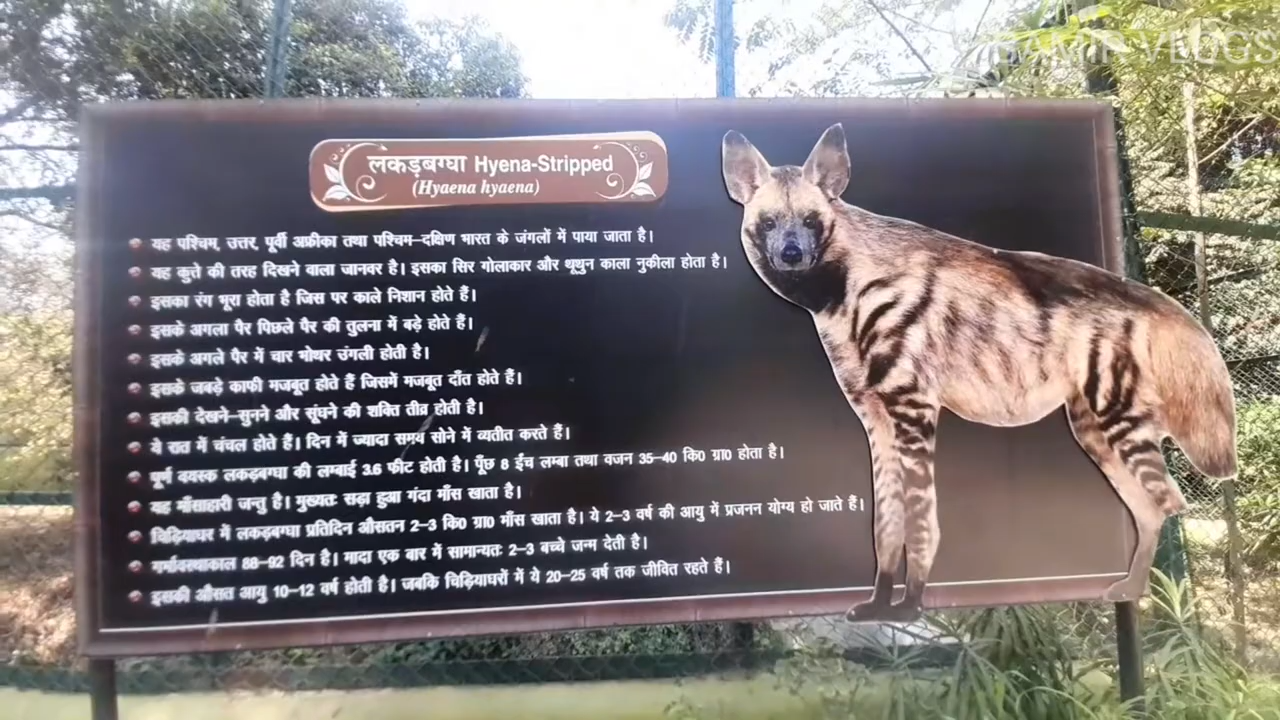 SAMIR VLOGS
लकड़बग्घा Hyena-Stripped
(Hyaena hyaena)
यह पश्चिम, उत्तर, पूर्वी अफ्रीका तथा पश्चिम–दक्षिण भारत के जंगलों में पाया जाता है।
यह कुत्ते की तरह दिखने वाला जानवर है। इसका सिर गोलाकार और थूथुन काला नुकीला होता है।
इसका रंग भूरा होता है जिस पर काले निशान होते हैं।
इसके अगला पैर पिछले पैर की तुलना में बड़े होते हैं।
इसके अगले पैर में चार भोथर उंगली होती है।
इसके जबड़े काफी मजबूत होते हैं जिसमें मजबूत दाँत होते हैं।
इसकी देखने–सुनने और सूंघने की शक्ति तीव्र होती है।
ये रात में चंचल होते हैं। दिन में ज्यादा समय सोने में व्यतीत करते हैं।
पूर्ण वयस्क लकड़बग्घा की लम्बाई 3.6 फीट होती है। पूँछ 8 ईंच लम्बा तथा वजन 35–40 कि0 ग्रा0 होता है।
यह माँसाहारी जन्तु है। मुख्यतः सड़ा हुआ गंदा माँस खाता है।
चिड़ियाघर में लकड़बग्घा प्रतिदिन औसतन 2–3 कि0 ग्रा0 माँस खाता है। ये 2–3 वर्ष की आयु में प्रजनन योग्य हो जाते हैं।
गर्भावस्थाकाल 88–92 दिन है। मादा एक बार में सामान्यतः 2–3 बच्चे जन्म देती है।
इसकी औसत आयु 10–12 वर्ष होती है। जबकि चिड़ियाघरों में ये 20–25 वर्ष तक जीवित रहते हैं।